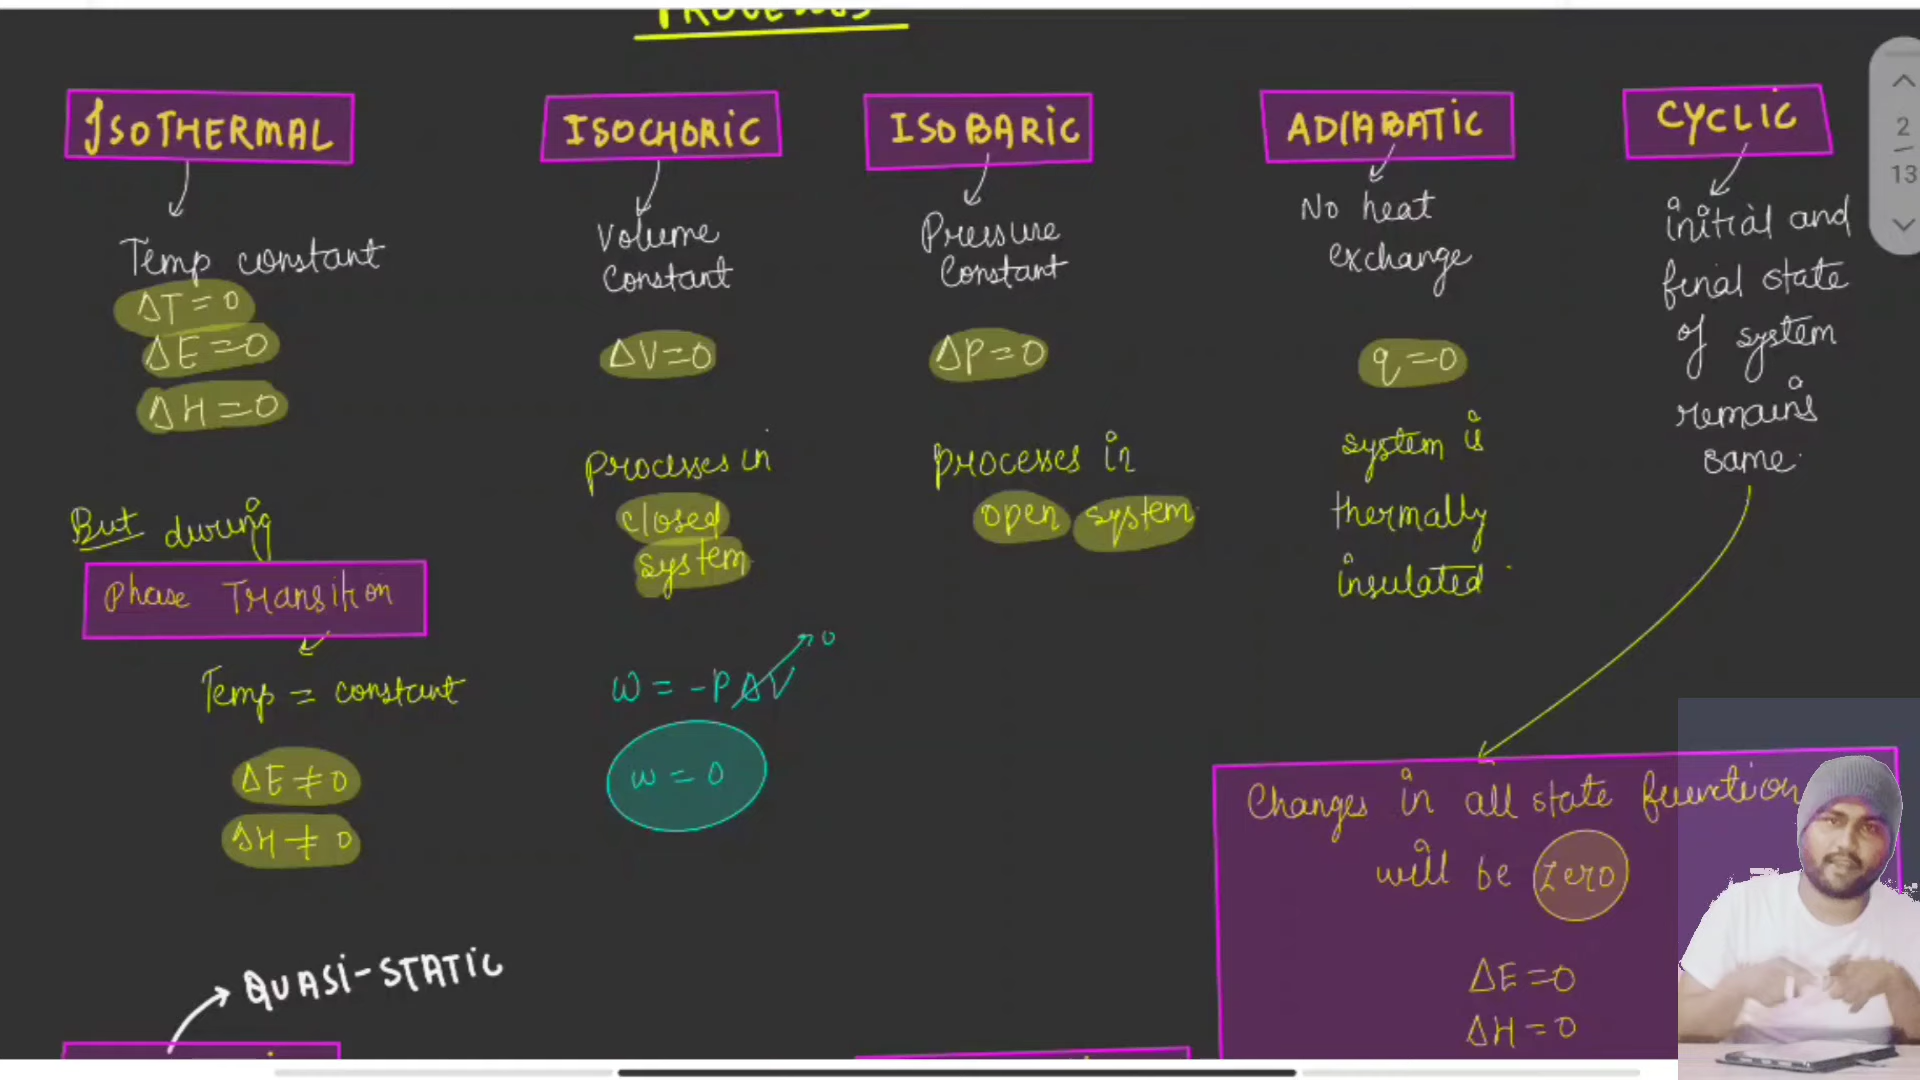 PROCESSES
ISOTHERMAL
Temp constant
ΔT = 0
ΔE = 0
ΔH = 0
But during
Phase Transition
Temp = constant
ΔE ≠ 0
ΔH ≠ 0
QUASI-STATIC
ISOCHORIC
Volume
Constant
ΔV = 0
processes in
closed
system
W = -PΔV → 0
w = 0
ISOBARIC
Pressure
Constant
ΔP = 0
processes in
open system
ADIABATIC
No heat
exchange
q = 0
system is
thermally
insulated
CYCLIC
initial and
final state
of system
remains
same.
Changes in all state function
will be zero
ΔE = 0
ΔH = 0
2
13